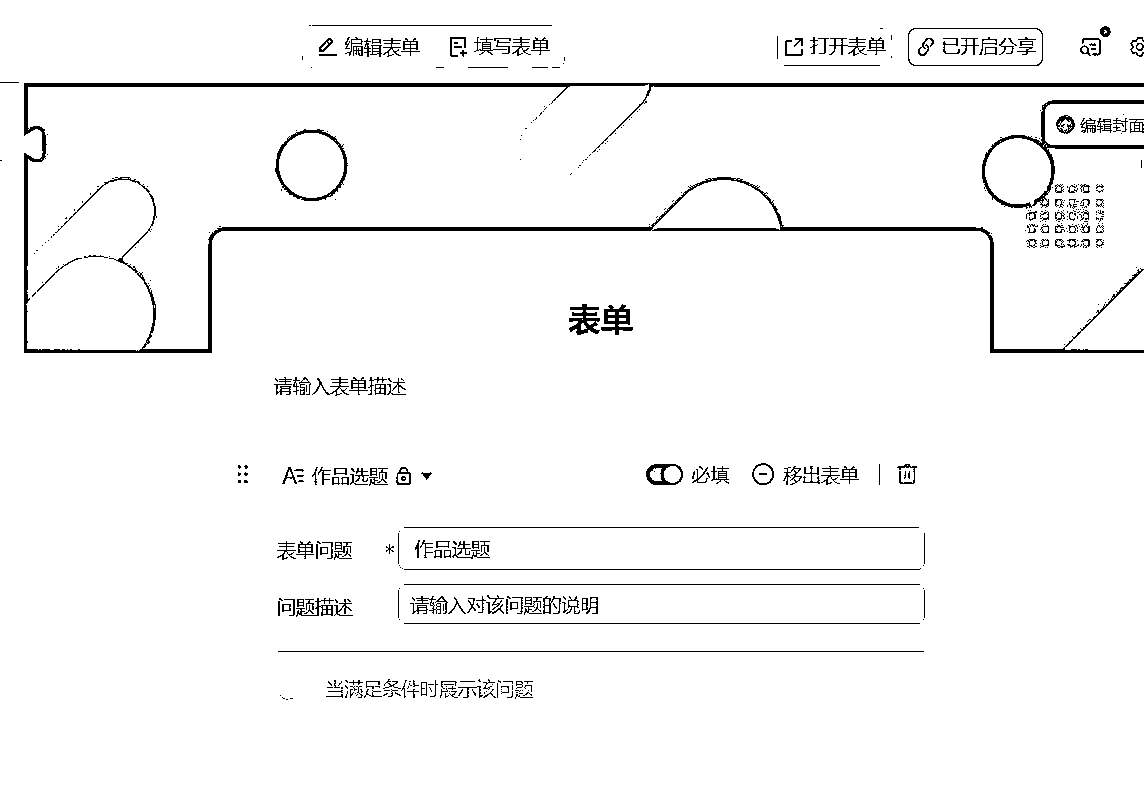 编辑表单 填写表单 打开表单 已开启分享
编辑封面
表单
请输入表单描述
作品选题 必填 移出表单
表单问题 * 作品选题
问题描述 请输入对该问题的说明
当满足条件时展示该问题